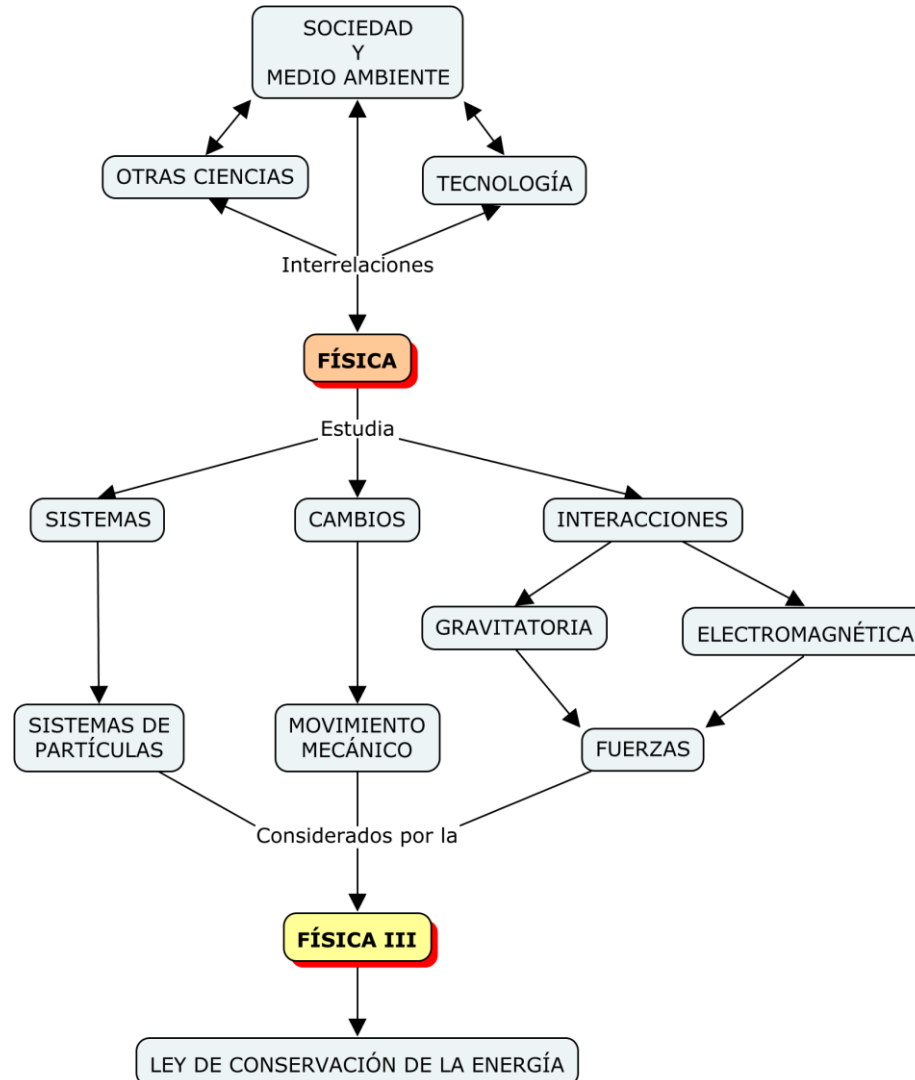 SOCIEDAD
Y
MEDIO AMBIENTE
OTRAS CIENCIAS
TECNOLOGÍA
Interrelaciones
FÍSICA
Estudia
SISTEMAS
CAMBIOS
INTERACCIONES
GRAVITATORIA
ELECTROMAGNÉTICA
SISTEMAS DE
PARTÍCULAS
MOVIMIENTO
MECÁNICO
FUERZAS
Considerados por la
FÍSICA III
LEY DE CONSERVACIÓN DE LA ENERGÍA